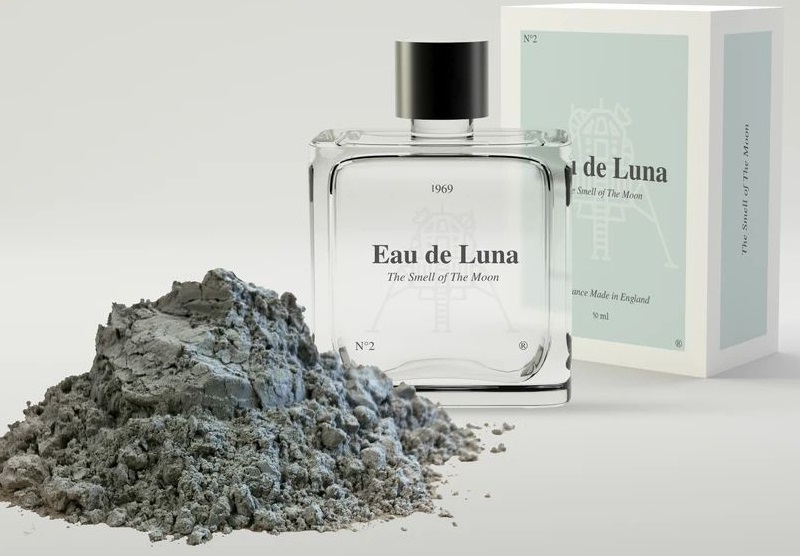 1969
Eau de Luna
The Smell of The Moon
N°2
®
N°2
u de Luna
e Smell of The Moon
ance Made in England
50 ml
®
The Smell of The Moon